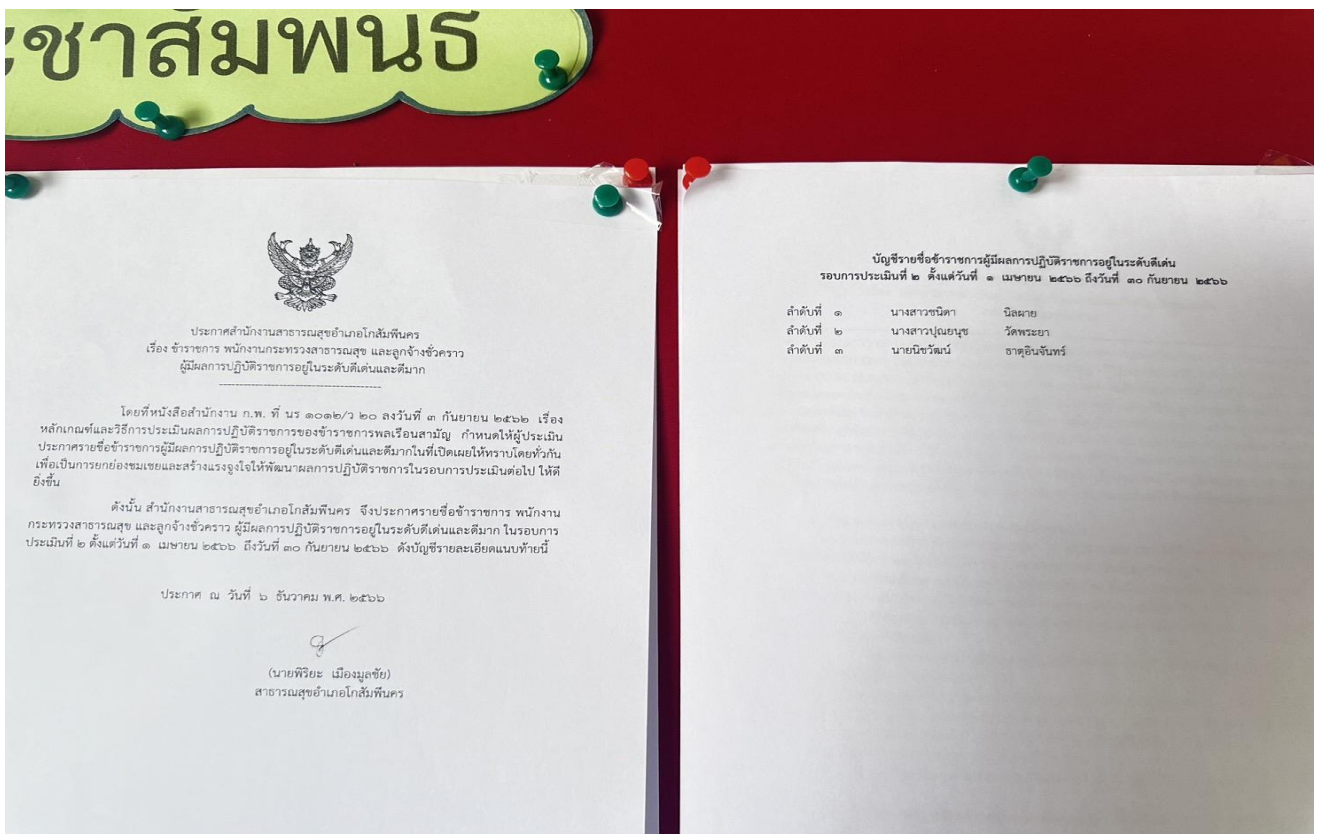 ะชาสัมพันธ์
ประกาศสำนักงานสาธารณสุขอำเภอโกสัมพีนคร
เรื่อง ข้าราชการ พนักงานกระทรวงสาธารณสุข และลูกจ้างชั่วคราว
ผู้มีผลการปฏิบัติราชการอยู่ในระดับดีเด่นและดีมาก
----------------------------------------
โดยที่หนังสือสำนักงาน ก.พ. ที่ นร ๑๐๑๒/ว ๒๐ ลงวันที่ ๓ กันยายน ๒๕๖๒ เรื่อง
หลักเกณฑ์และวิธีการประเมินผลการปฏิบัติราชการของข้าราชการพลเรือนสามัญ กำหนดให้ผู้ประเมิน
ประกาศรายชื่อข้าราชการผู้มีผลการปฏิบัติราชการอยู่ในระดับดีเด่นและดีมากในที่เปิดเผยให้ทราบโดยทั่วกัน
เพื่อเป็นการยกย่องชมเชยและสร้างแรงจูงใจให้พัฒนาผลการปฏิบัติราชการในรอบการประเมินต่อไป ให้ดี
ยิ่งขึ้น
ดังนั้น สำนักงานสาธารณสุขอำเภอโกสัมพีนคร จึงประกาศรายชื่อข้าราชการ พนักงาน
กระทรวงสาธารณสุข และลูกจ้างชั่วคราว ผู้มีผลการปฏิบัติราชการอยู่ในระดับดีเด่นและดีมาก ในรอบการ
ประเมินที่ ๒ ตั้งแต่วันที่ ๑ เมษายน ๒๕๖๖ ถึงวันที่ ๓๐ กันยายน ๒๕๖๖ ดังบัญชีรายละเอียดแนบท้ายนี้
ประกาศ ณ วันที่ ๖ ธันวาคม พ.ศ. ๒๕๖๖
(นายพิริยะ เมืองมูลชัย)
สาธารณสุขอำเภอโกสัมพีนคร
บัญชีรายชื่อข้าราชการผู้มีผลการปฏิบัติราชการอยู่ในระดับดีเด่น
รอบการประเมินที่ ๒ ตั้งแต่วันที่ ๑ เมษายน ๒๕๖๖ ถึงวันที่ ๓๐ กันยายน ๒๕๖๖
ลำดับที่ ๑ นางสาวชนิตา นิลผาย
ลำดับที่ ๒ นางสาวปุณยนุช วัดพระยา
ลำดับที่ ๓ นายนิชวัฒน์ ธาตุอินจันทร์